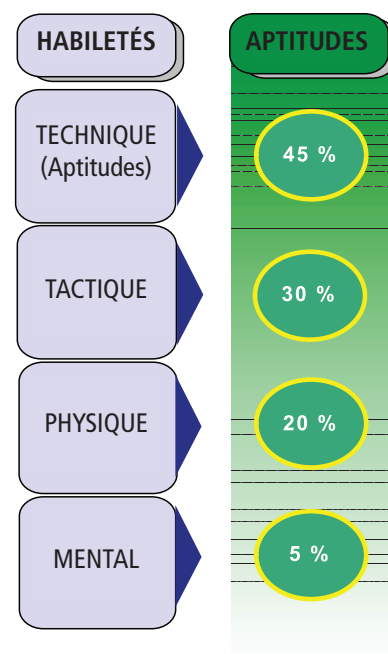 HABILETÉS
APTITUDES
TECHNIQUE
(Aptitudes)
45 %
TACTIQUE
30 %
PHYSIQUE
20 %
MENTAL
5 %